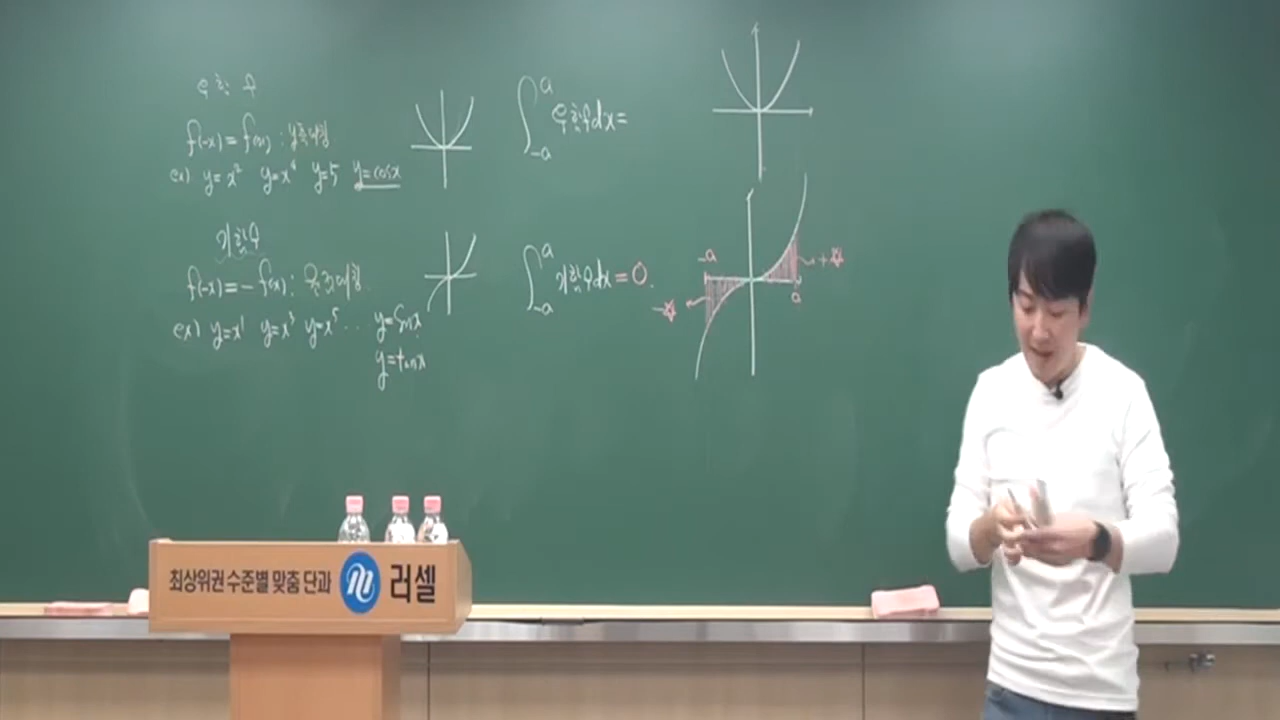 우함수
f(-x) = f(x) : y축대칭
ex) y=x² y=x⁴ y=5 y=cosx
∫₋ₐᵃ 우함수dx=
기함수
f(-x) = - f(x) : 원점대칭.
ex) y=x¹ y=x³ y=x⁵ ... y=sinx
y=tanx
∫₋ₐᵃ 기함수dx = 0.
-a
+☆
-☆
a
최상위권 수준별 맞춤 단과 러셀